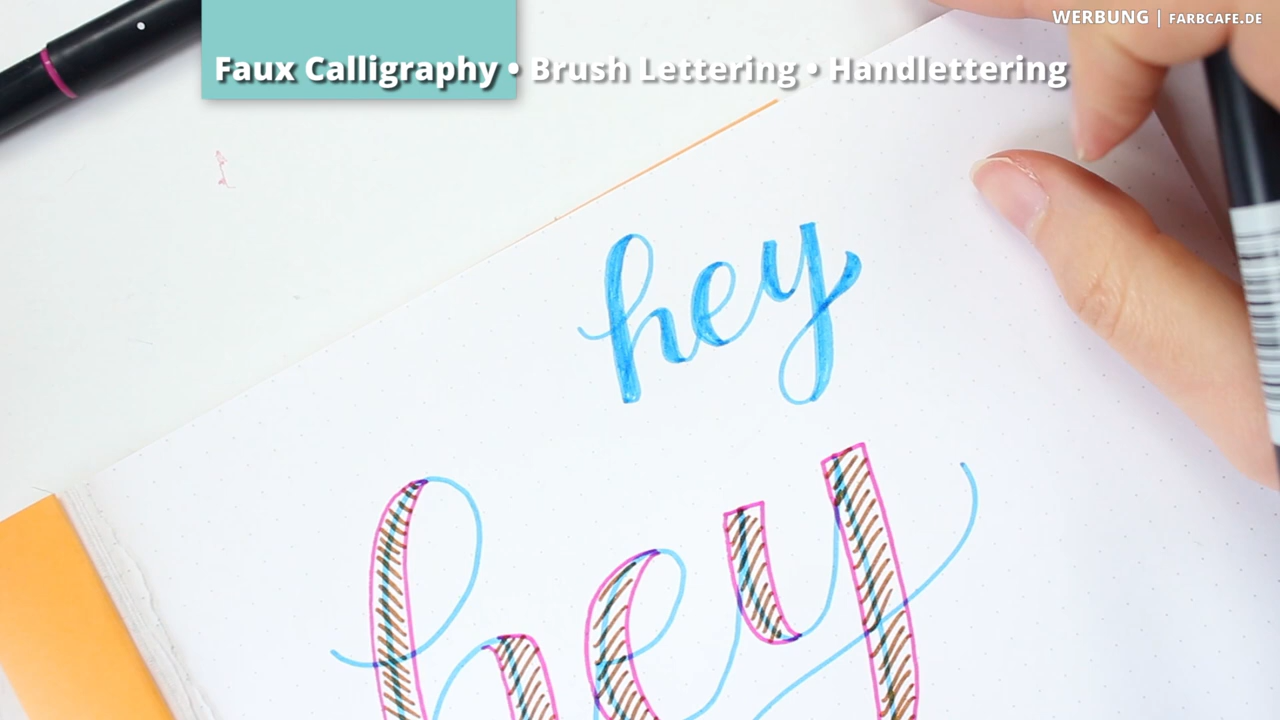 WERBUNG | FARBCAFE.DE
Faux Calligraphy • Brush Lettering • Handlettering
hey
hey